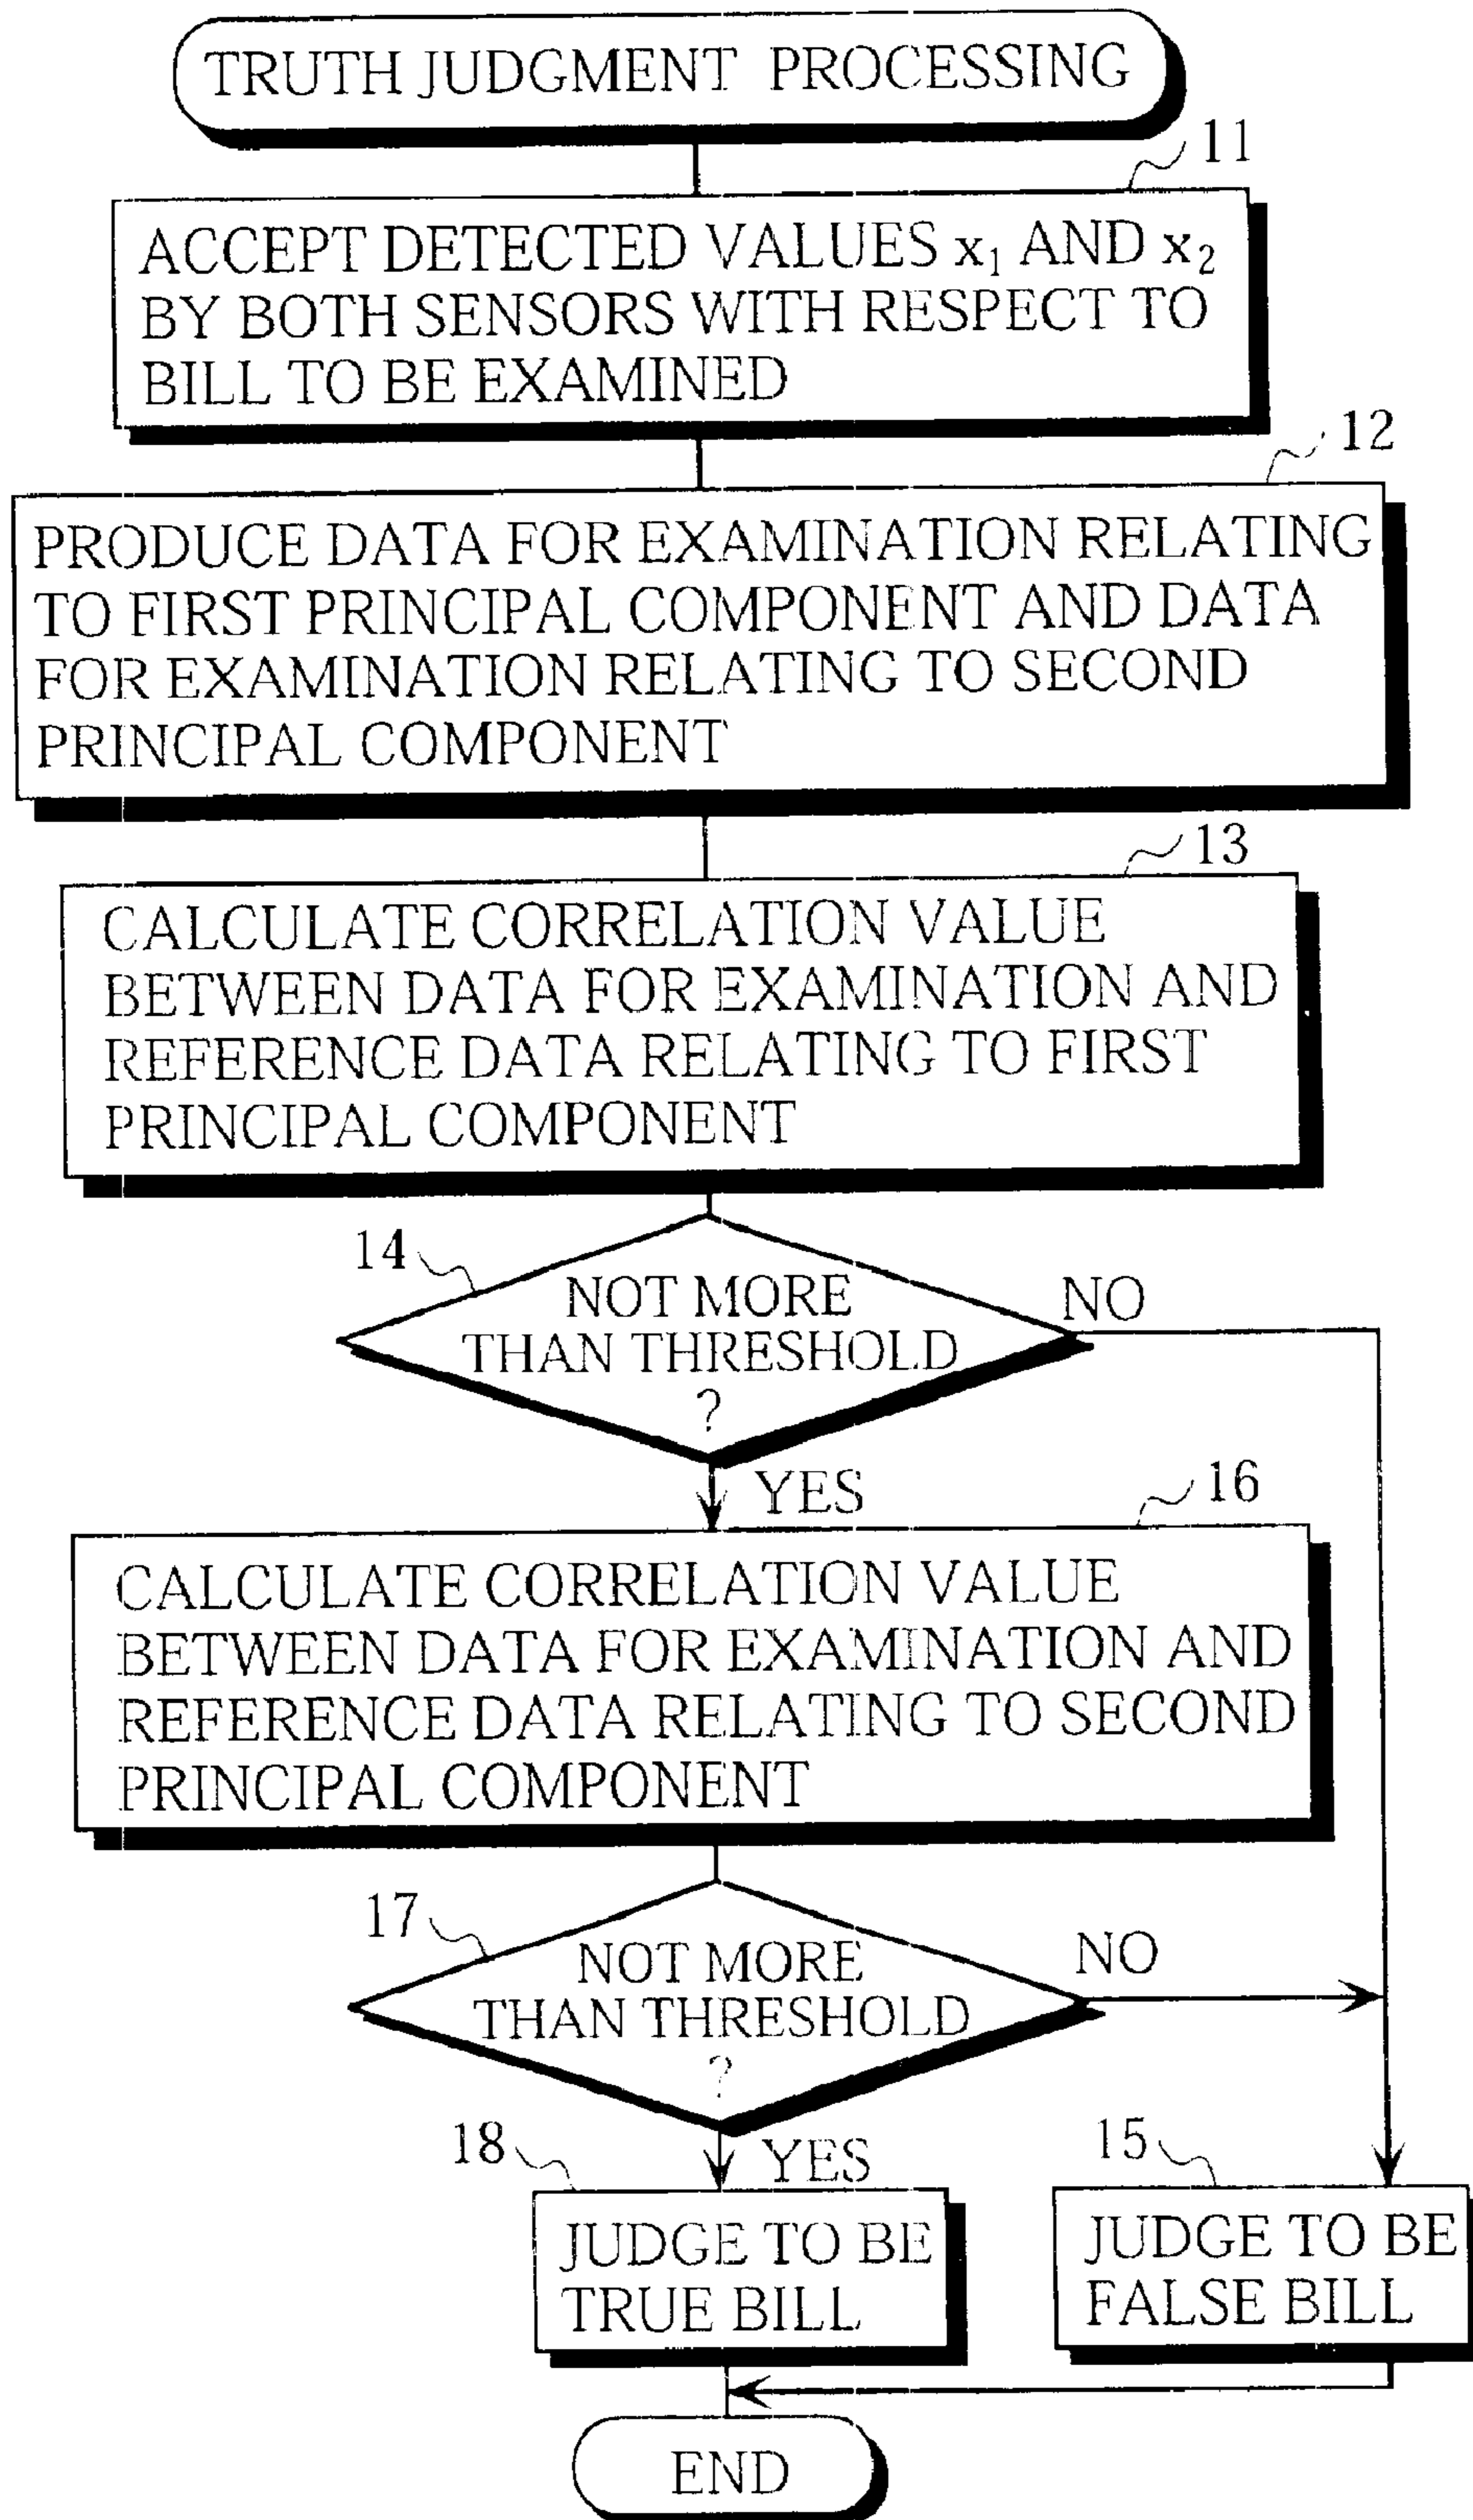 TRUTH JUDGMENT PROCESSING
11
ACCEPT DETECTED VALUES x₁ AND x₂
BY BOTH SENSORS WITH RESPECT TO
BILL TO BE EXAMINED
12
PRODUCE DATA FOR EXAMINATION RELATING
TO FIRST PRINCIPAL COMPONENT AND DATA
FOR EXAMINATION RELATING TO SECOND
PRINCIPAL COMPONENT
13
CALCULATE CORRELATION VALUE
BETWEEN DATA FOR EXAMINATION AND
REFERENCE DATA RELATING TO FIRST
PRINCIPAL COMPONENT
14
NOT MORE
THAN THRESHOLD
?
NO
YES
16
CALCULATE CORRELATION VALUE
BETWEEN DATA FOR EXAMINATION AND
REFERENCE DATA RELATING TO SECOND
PRINCIPAL COMPONENT
17
NOT MORE
THAN THRESHOLD
?
NO
YES
18
JUDGE TO BE
TRUE BILL
15
JUDGE TO BE
FALSE BILL
END